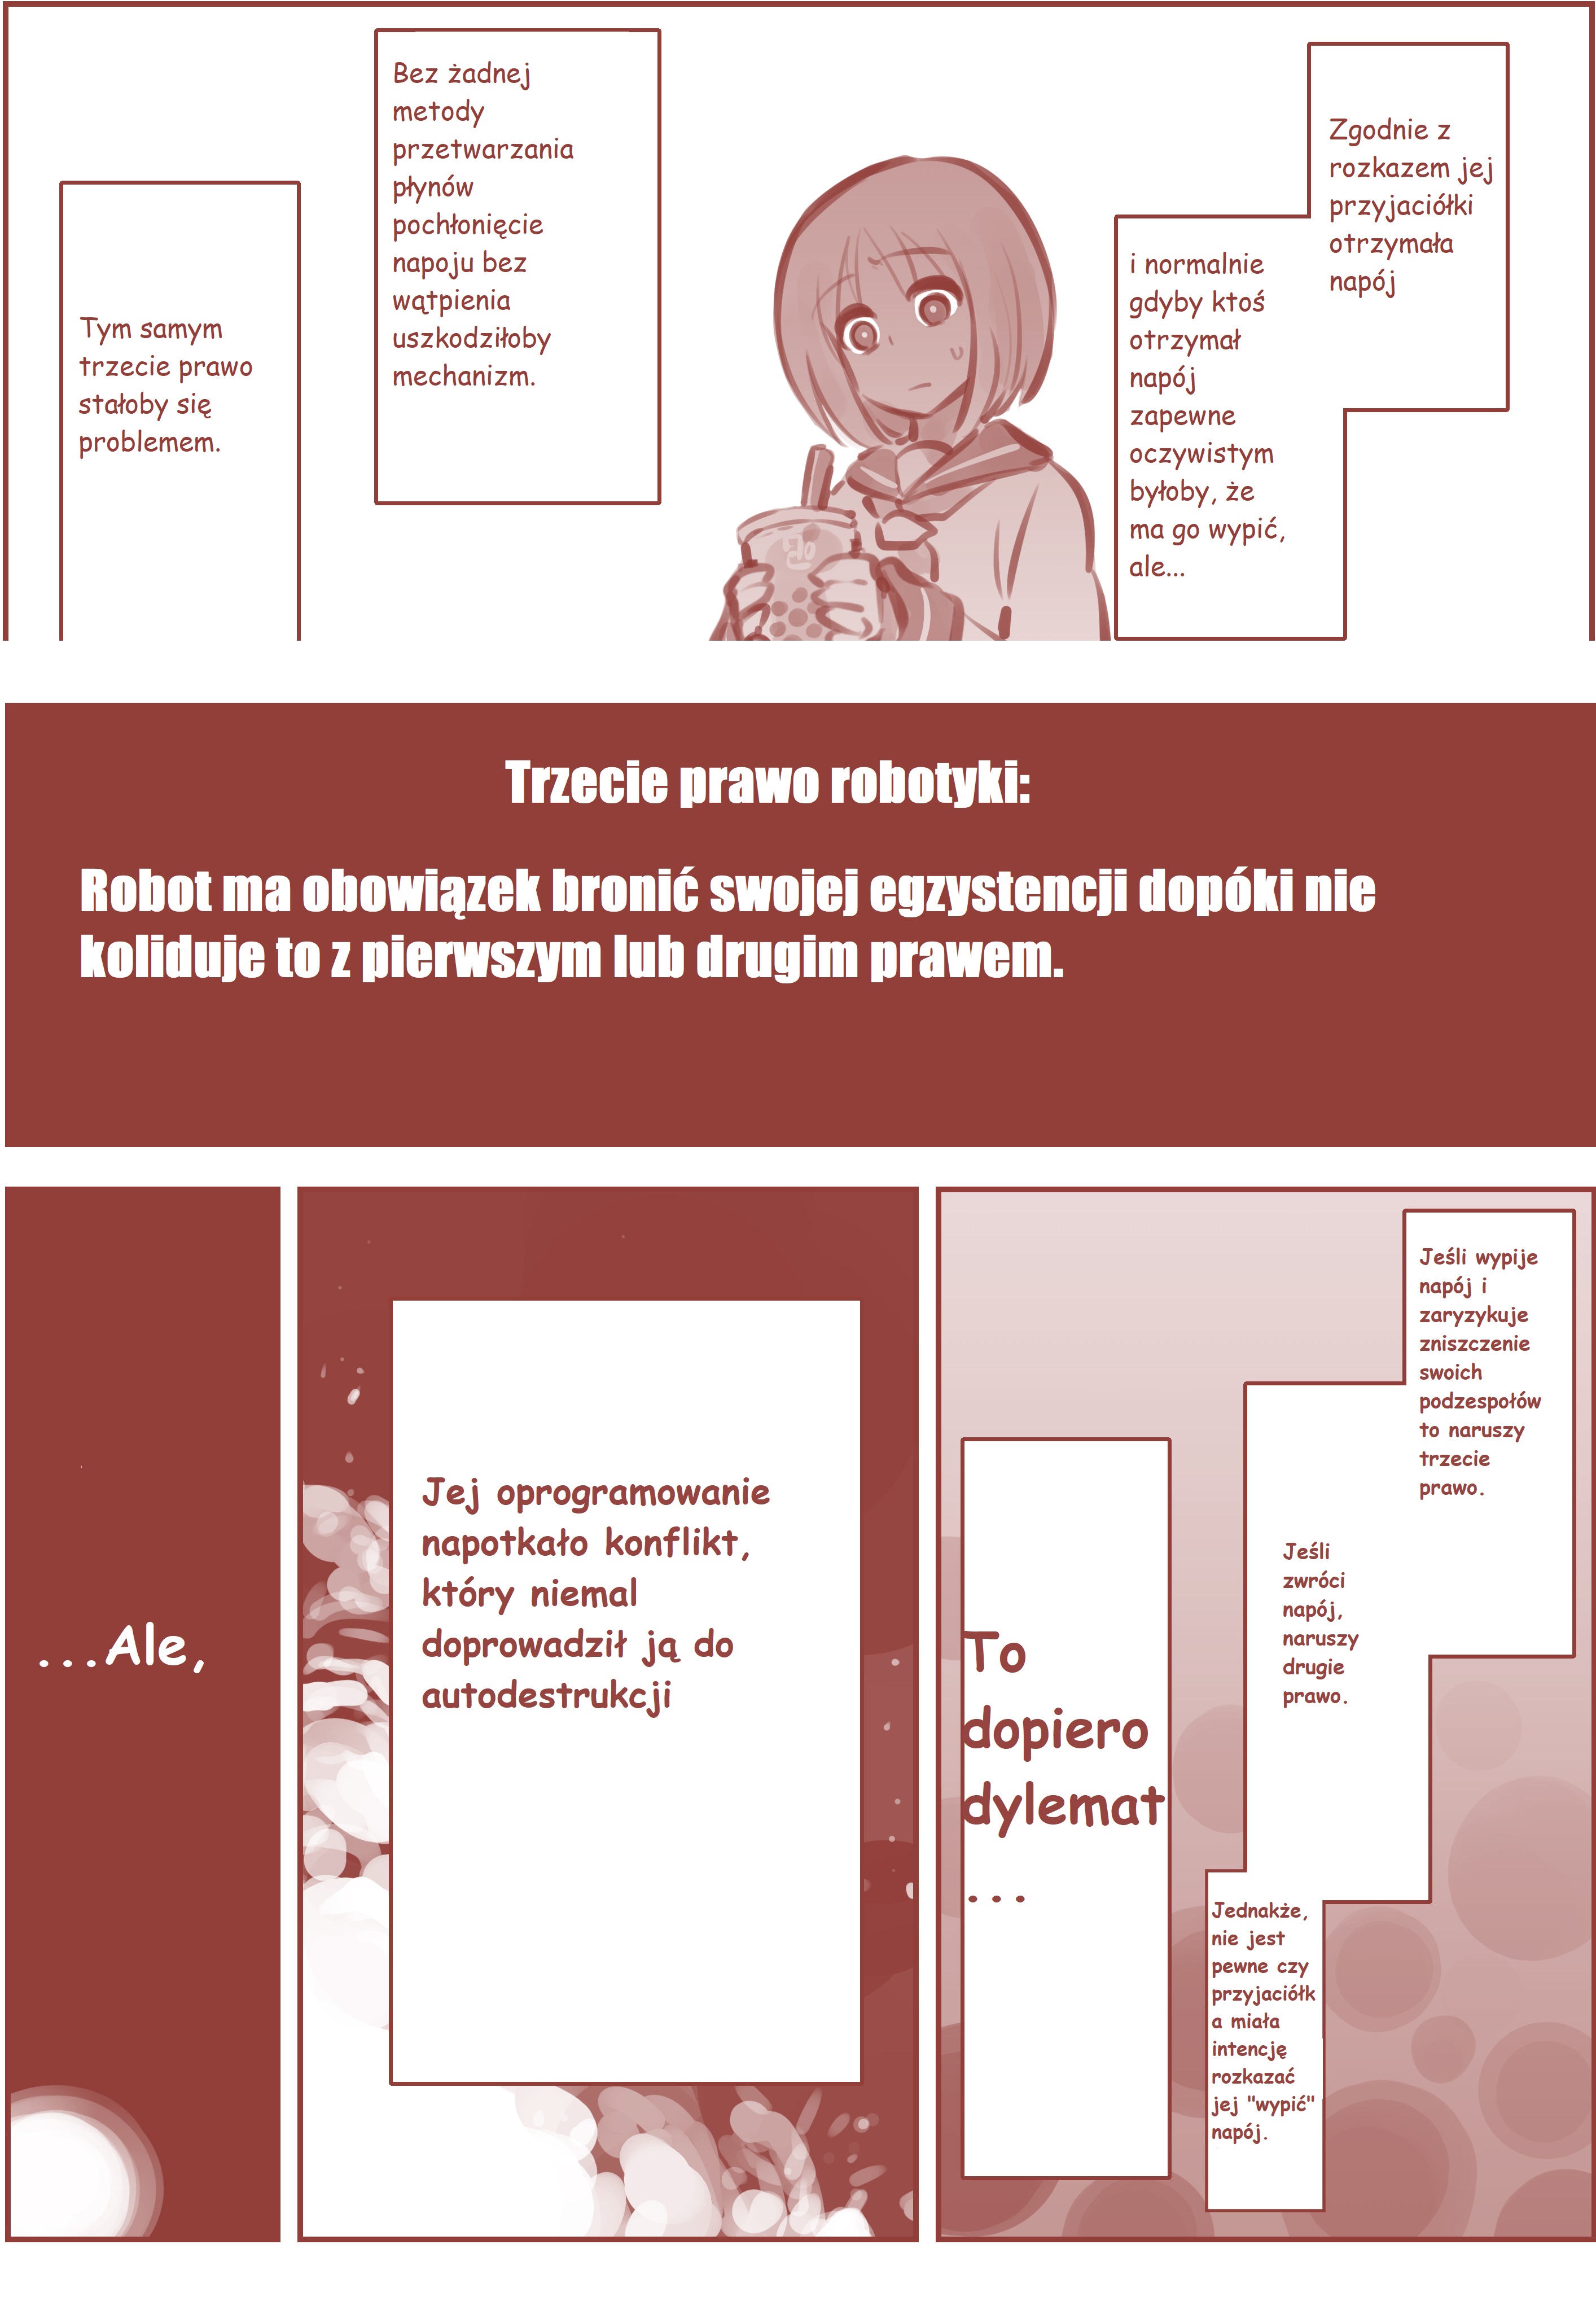 Zgodnie z
rozkazem jej
przyjaciółki
otrzymała
napój
i normalnie
gdyby ktoś
otrzymał
napój
zapewne
oczywistym
byłoby, że
ma go wypić,
ale...
Bez żadnej
metody
przetwarzania
płynów
pochłonięcie
napoju bez
wątpienia
uszkodziłoby
mechanizm.
Tym samym
trzecie prawo
stałoby się
problemem.
Trzecie prawo robotyki:
Robot ma obowiązek bronić swojej egzystencji dopóki nie
koliduje to z pierwszym lub drugim prawem.
Jeśli wypije
napój i
zaryzykuje
zniszczenie
swoich
podzespołów
to naruszy
trzecie
prawo.
Jeśli
zwróci
napój,
naruszy
drugie
prawo.
Jednakże,
nie jest
pewne czy
przyjaciółk
a miała
intencję
rozkazać
jej "wypić"
napój.
To
dopiero
dylemat
...
Jej oprogramowanie
napotkało konflikt,
który niemal
doprowadził ją do
autodestrukcji
...Ale,